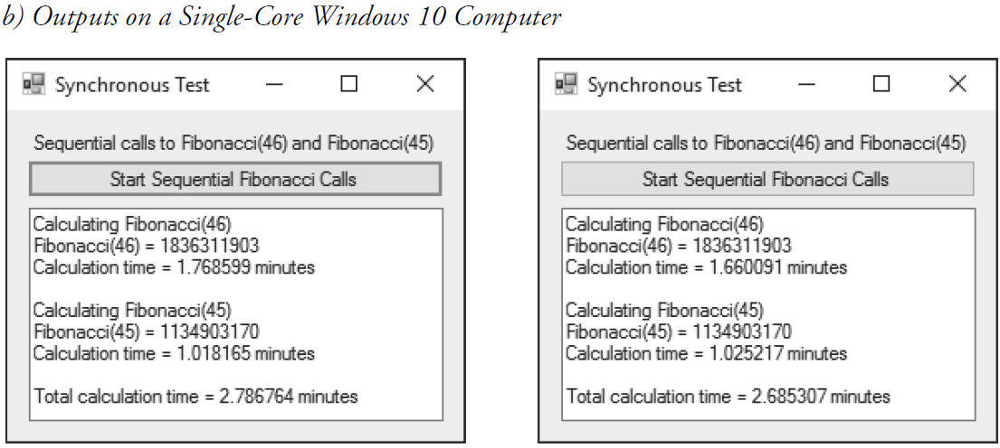 b) Outputs on a Single-Core Windows 10 Computer
Synchronous Test
Sequential calls to Fibonacci(46) and Fibonacci(45)
Start Sequential Fibonacci Calls
Calculating Fibonacci(46)
Fibonacci(46) = 1836311903
Calculation time = 1.768599 minutes
Calculating Fibonacci(45)
Fibonacci(45) = 1134903170
Calculation time = 1.018165 minutes
Total calculation time = 2.786764 minutes
Synchronous Test
Sequential calls to Fibonacci(46) and Fibonacci(45)
Start Sequential Fibonacci Calls
Calculating Fibonacci(46)
Fibonacci(46) = 1836311903
Calculation time = 1.660091 minutes
Calculating Fibonacci(45)
Fibonacci(45) = 1134903170
Calculation time = 1.025217 minutes
Total calculation time = 2.685307 minutes